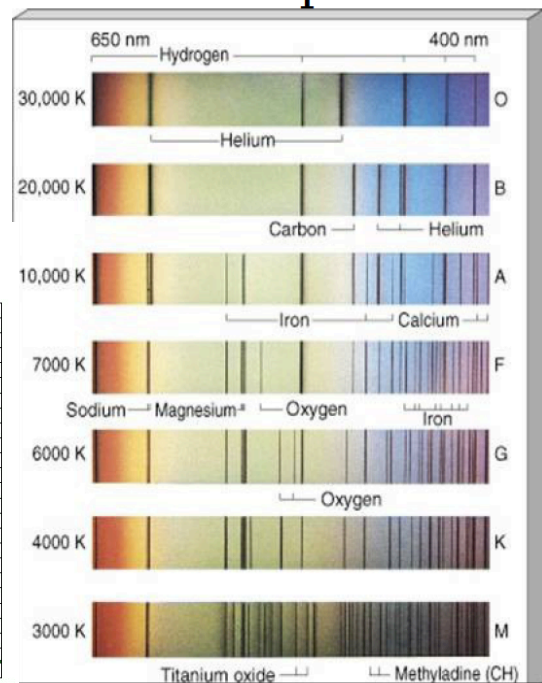 650 nm 400 nm
Hydrogen
30,000 K O
Helium
20,000 K B
Carbon Helium
10,000 K A
Iron Calcium
7000 K F
Sodium Magnesium Oxygen
Iron
6000 K G
Oxygen
4000 K K
3000 K M
Titanium oxide Methyladine (CH)